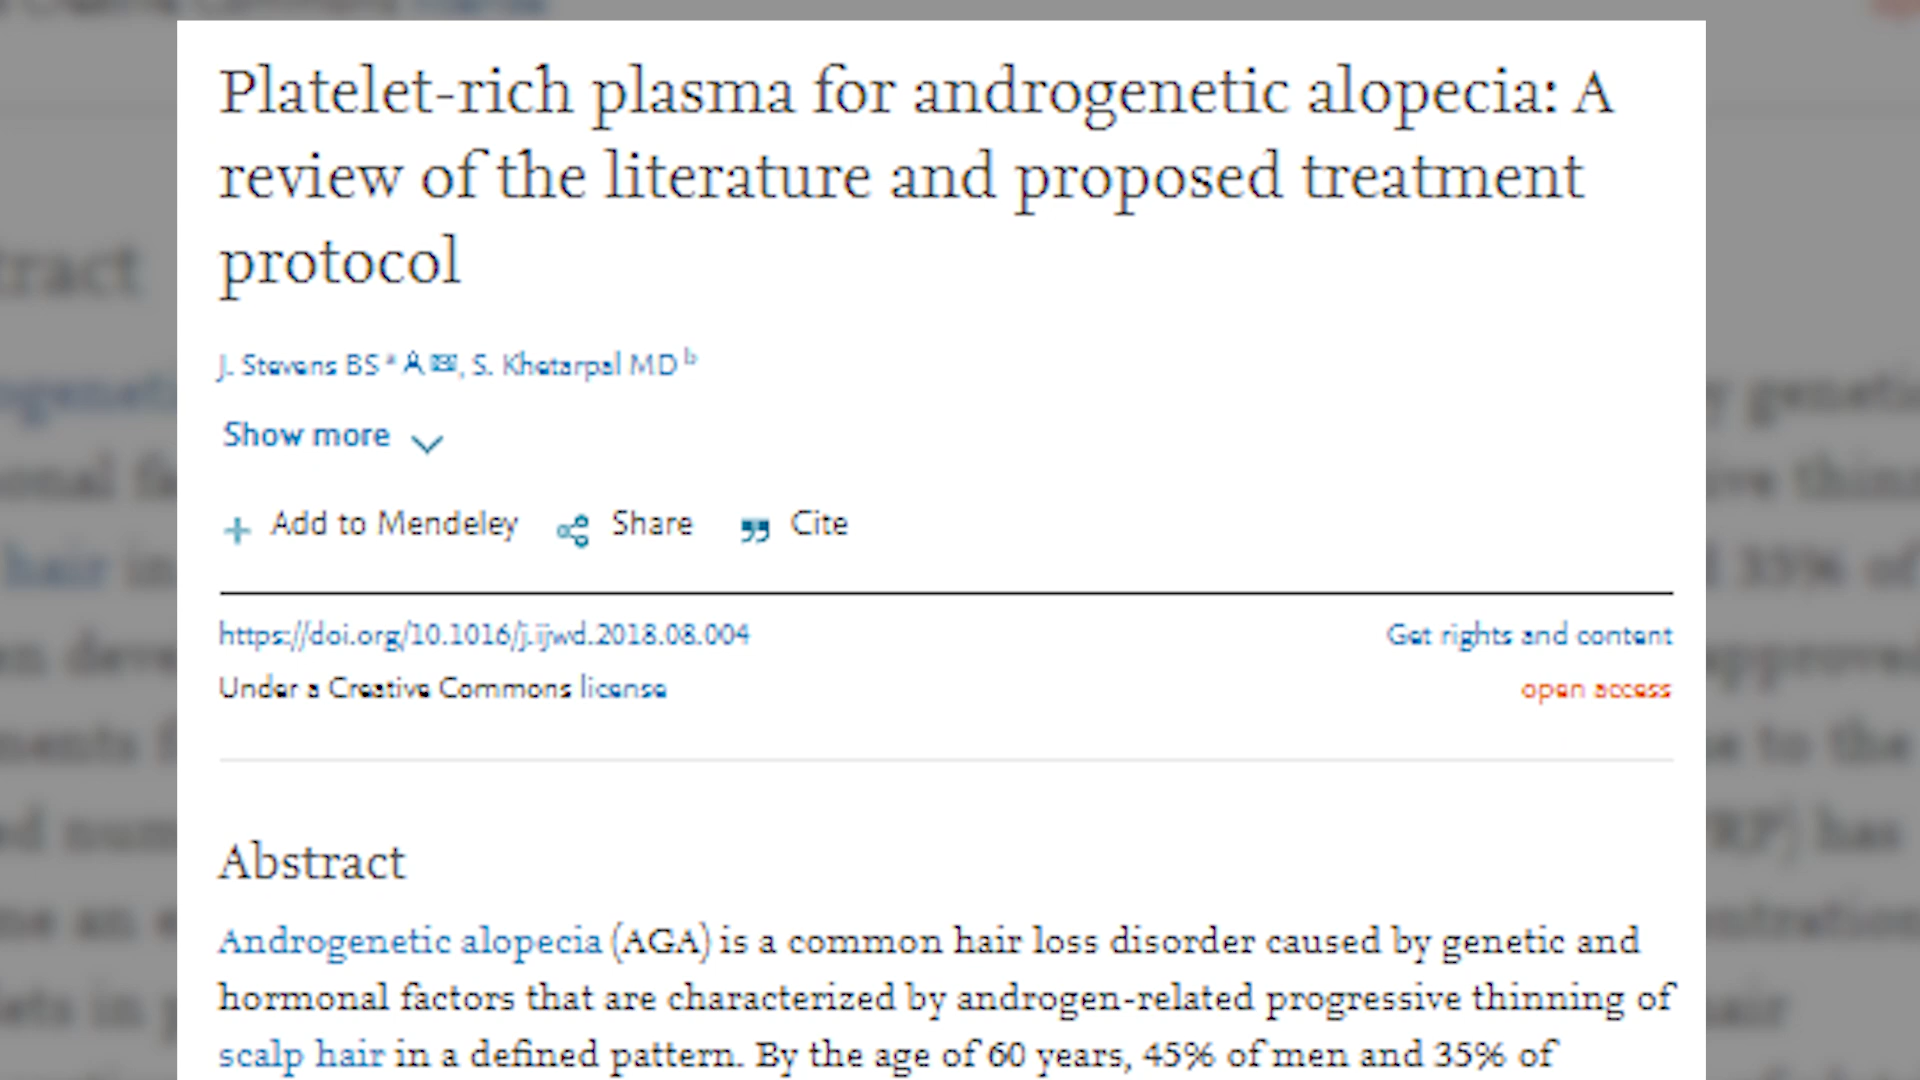 Platelet-rich plasma for androgenetic alopecia: A
review of the literature and proposed treatment
protocol
J. Stevens BS a, S. Khetarpal MD b
Show more
Add to Mendeley Share Cite
https://doi.org/10.1016/j.ijwd.2018.08.004 Get rights and content
Under a Creative Commons license open access
Abstract
Androgenetic alopecia (AGA) is a common hair loss disorder caused by genetic and
hormonal factors that are characterized by androgen-related progressive thinning of
scalp hair in a defined pattern. By the age of 60 years, 45% of men and 35% of